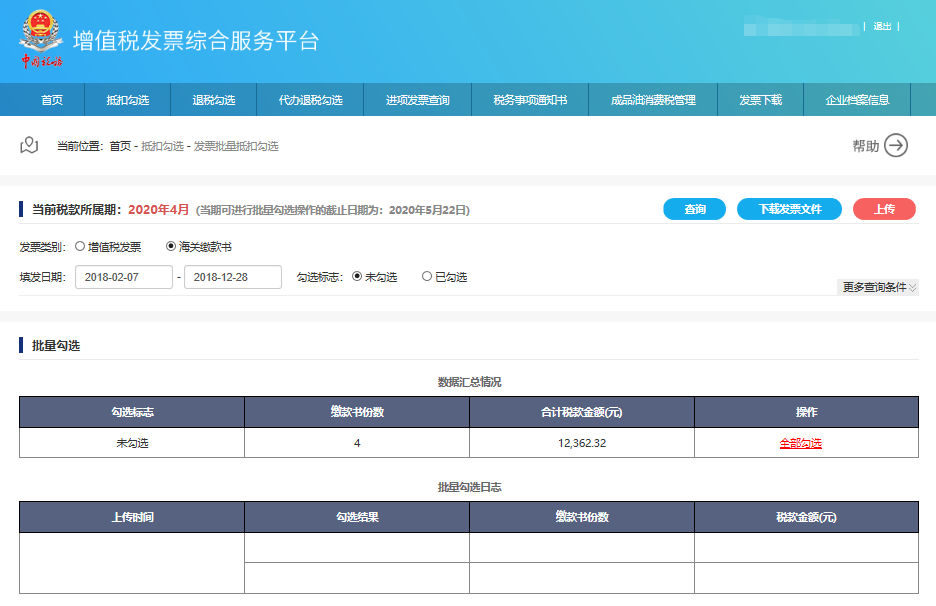 增值税发票综合服务平台
中国税务
| 退出 |
首页 抵扣勾选 退税勾选 代办退税勾选 进项发票查询 税务事项通知书 成品油消费税管理 发票下载 企业档案信息
当前位置：首页 - 抵扣勾选 - 发票批量抵扣勾选
帮助
当前税款所属期：2020年4月 (当期可进行批量勾选操作的截止日期为：2020年5月22日)
查询 下载发票文件 上传
发票类别： 增值税发票 海关缴款书
填发日期： 2018-02-07 - 2018-12-28 勾选标志： 未勾选 已勾选
更多查询条件
批量勾选
数据汇总情况
勾选标志 缴款书份数 合计税款金额(元) 操作
未勾选 4 12,362.32 全部勾选
批量勾选日志
上传时间 勾选结果 缴款书份数 税款金额(元)